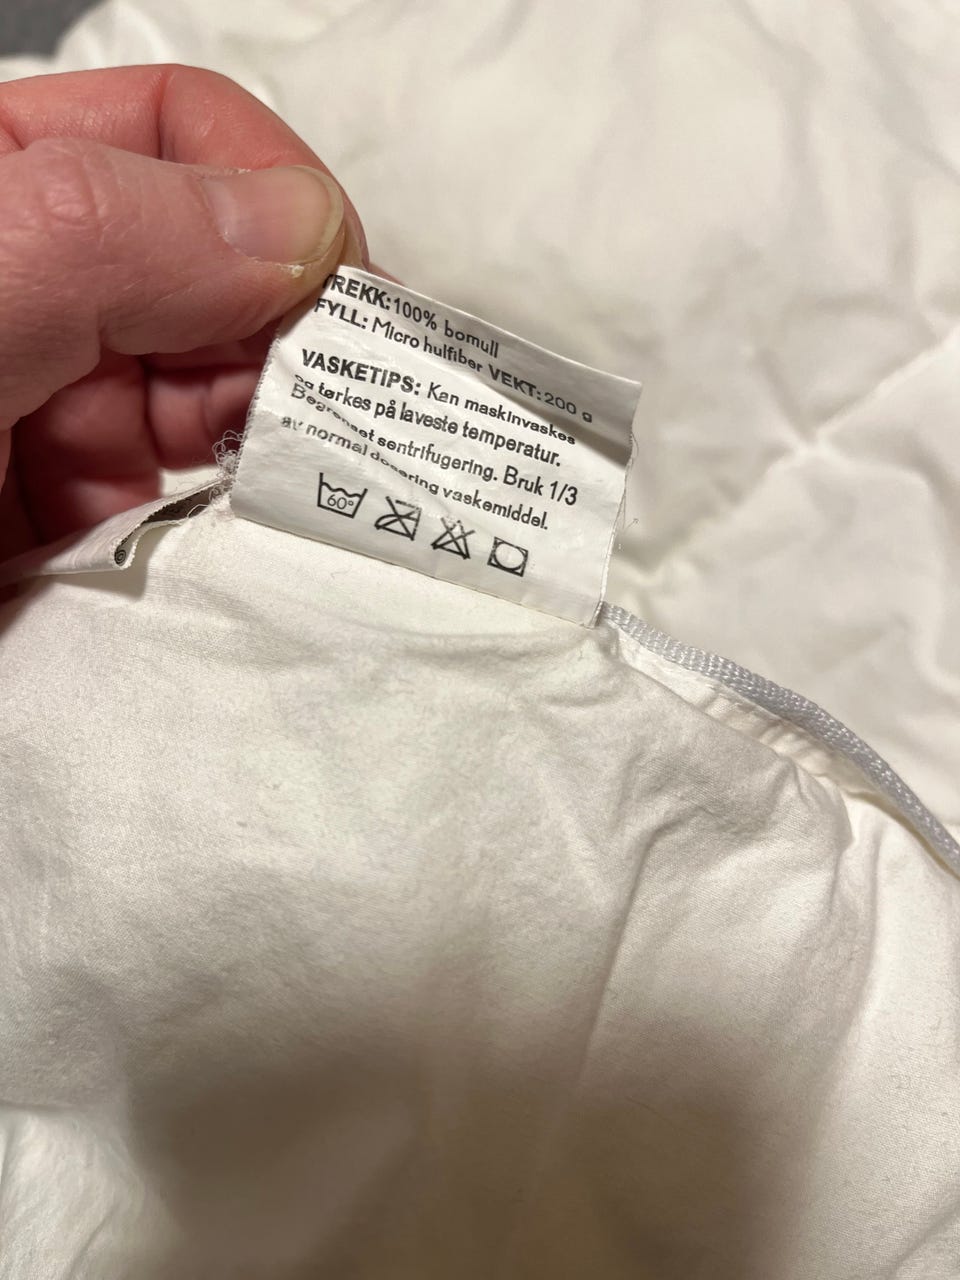 TREKK:100% bomull
FYLL: Micro hulfiber VEKT:200 g
VASKETIPS: Kan maskinvaskes
og tørkes på laveste temperatur.
Begrenset sentrifugering. Bruk 1/3
av normal dosering vaskemiddel.
60°